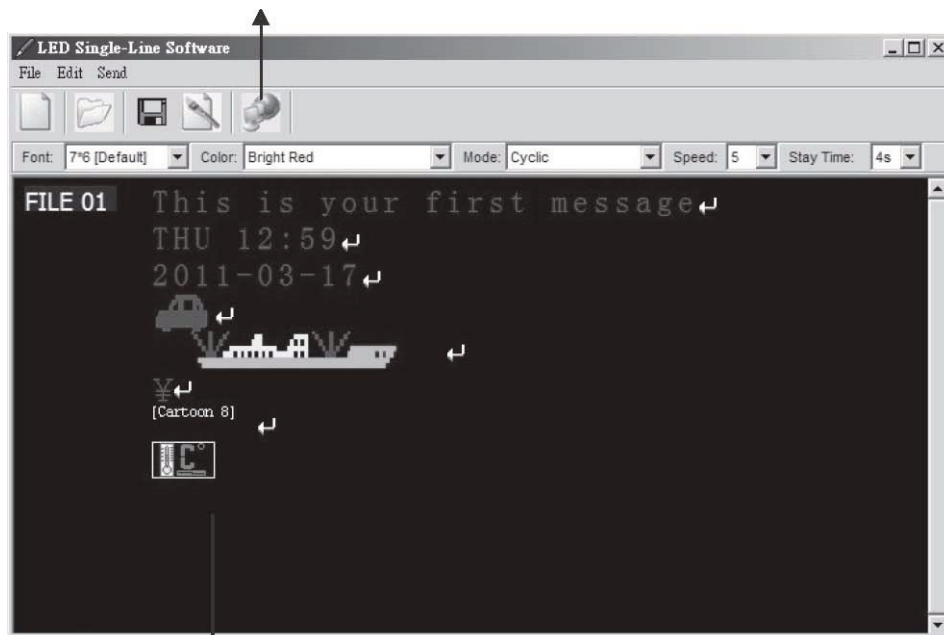 LED Single-Line Software
File Edit Send
Font: 7*6 [Default] Color: Bright Red Mode: Cyclic Speed: 5 Stay Time: 4s
FILE 01 This is your first message
THU 12:59
2011-03-17
¥
[Cartoon 8]
C°